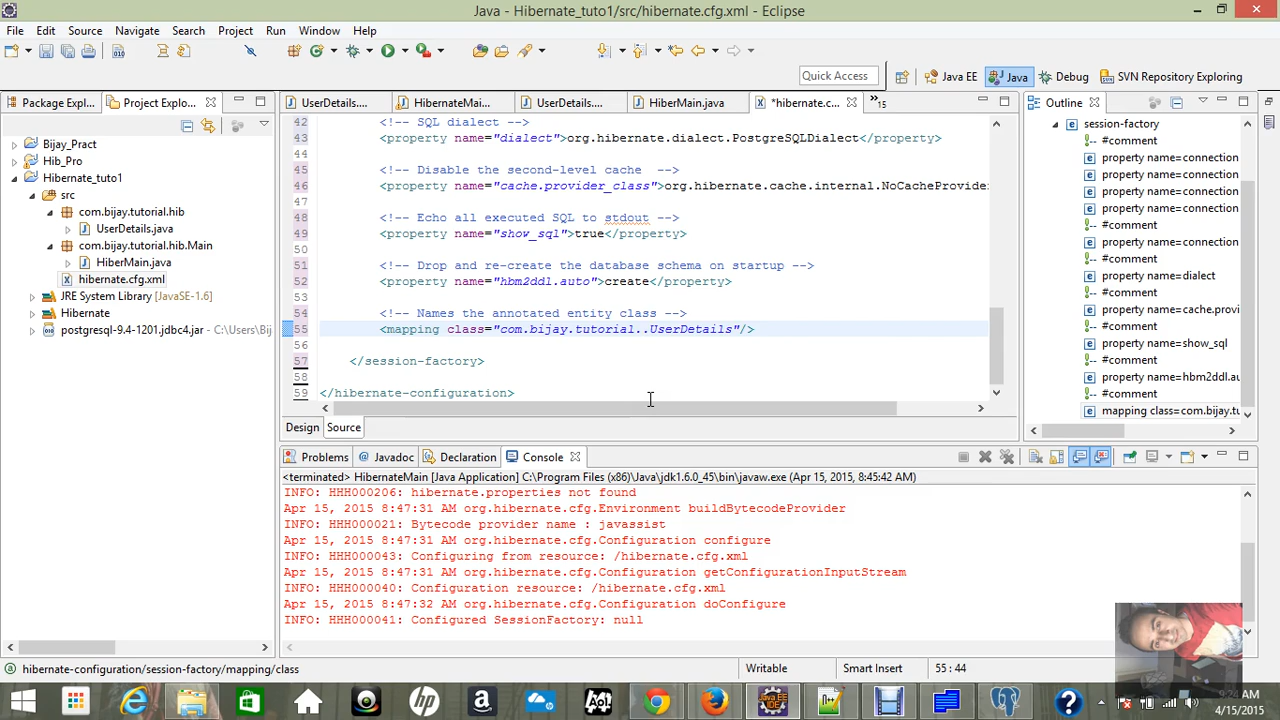 Java - Hibernate_tuto1/src/hibernate.cfg.xml - Eclipse
File Edit Source Navigate Search Project Run Window Help
Quick Access Java EE Java Debug SVN Repository Exploring
Package Expl... Project Explo...
UserDetails.... HibernateMai... UserDetails.... HiberMain.java *hibernate.c... »15
Outline
Bijay_Pract
Hib_Pro
Hibernate_tuto1
src
com.bijay.tutorial.hib
UserDetails.java
com.bijay.tutorial.hib.Main
HiberMain.java
hibernate.cfg.xml
JRE System Library [JavaSE-1.6]
Hibernate
postgresql-9.4-1201.jdbc4.jar - C:\Users\Bij
42 <!-- SQL dialect -->
43 <property name="dialect">org.hibernate.dialect.PostgreSQLDialect</property>
44
45 <!-- Disable the second-level cache -->
46 <property name="cache.provider_class">org.hibernate.cache.internal.NoCacheProvider
47
48 <!-- Echo all executed SQL to stdout -->
49 <property name="show_sql">true</property>
50
51 <!-- Drop and re-create the database schema on startup -->
52 <property name="hbm2ddl.auto">create</property>
53
54 <!-- Names the annotated entity class -->
55 <mapping class="com.bijay.tutorial..UserDetails"/>
56
57 </session-factory>
58
59 </hibernate-configuration>
Design Source
session-factory
#comment
property name=connection
property name=connection
property name=connection
property name=connection
#comment
property name=connection
#comment
property name=dialect
#comment
property name=cache.provi
#comment
property name=show_sql
#comment
property name=hbm2ddl.au
#comment
mapping class=com.bijay.tu
Problems Javadoc Declaration Console
<terminated> HibernateMain [Java Application] C:\Program Files (x86)\Java\jdk1.6.0_45\bin\javaw.exe (Apr 15, 2015, 8:45:42 AM)
INFO: HHH000206: hibernate.properties not found
Apr 15, 2015 8:47:31 AM org.hibernate.cfg.Environment buildBytecodeProvider
INFO: HHH000021: Bytecode provider name : javassist
Apr 15, 2015 8:47:31 AM org.hibernate.cfg.Configuration configure
INFO: HHH000043: Configuring from resource: /hibernate.cfg.xml
Apr 15, 2015 8:47:31 AM org.hibernate.cfg.Configuration getConfigurationInputStream
INFO: HHH000040: Configuration resource: /hibernate.cfg.xml
Apr 15, 2015 8:47:32 AM org.hibernate.cfg.Configuration doConfigure
INFO: HHH000041: Configured SessionFactory: null
hibernate-configuration/session-factory/mapping/class Writable Smart Insert 55 : 44
9:24 AM
4/15/2015